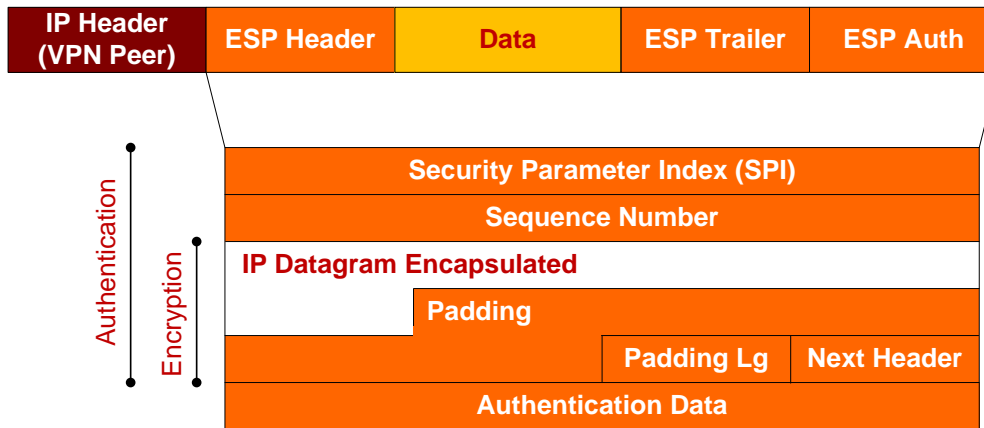 IP Header
(VPN Peer)
ESP Header
Data
ESP Trailer
ESP Auth
Authentication
Encryption
Security Parameter Index (SPI)
Sequence Number
IP Datagram Encapsulated
Padding
Padding Lg
Next Header
Authentication Data